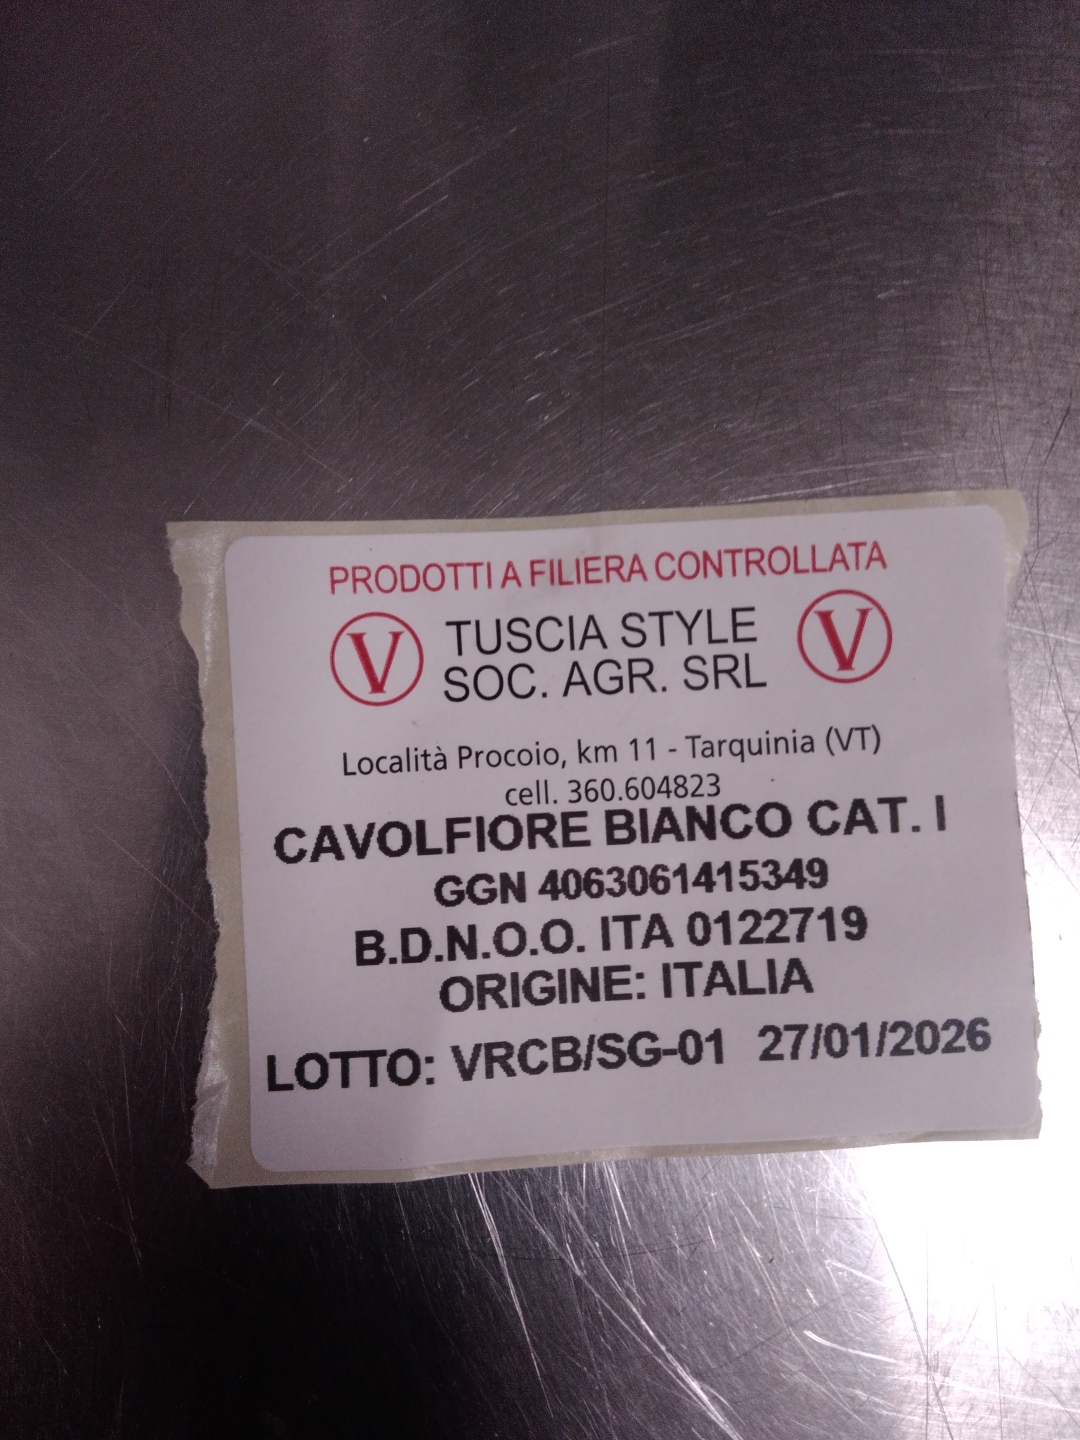 PRODOTTI A FILIERA CONTROLLATA
V TUSCIA STYLE V
SOC. AGR. SRL
Località Procoio, km 11 - Tarquinia (VT)
cell. 360.604823
CAVOLFIORE BIANCO CAT. I
GGN 4063061415349
B.D.N.O.O. ITA 0122719
ORIGINE: ITALIA
LOTTO: VRCB/SG-01 27/01/2026